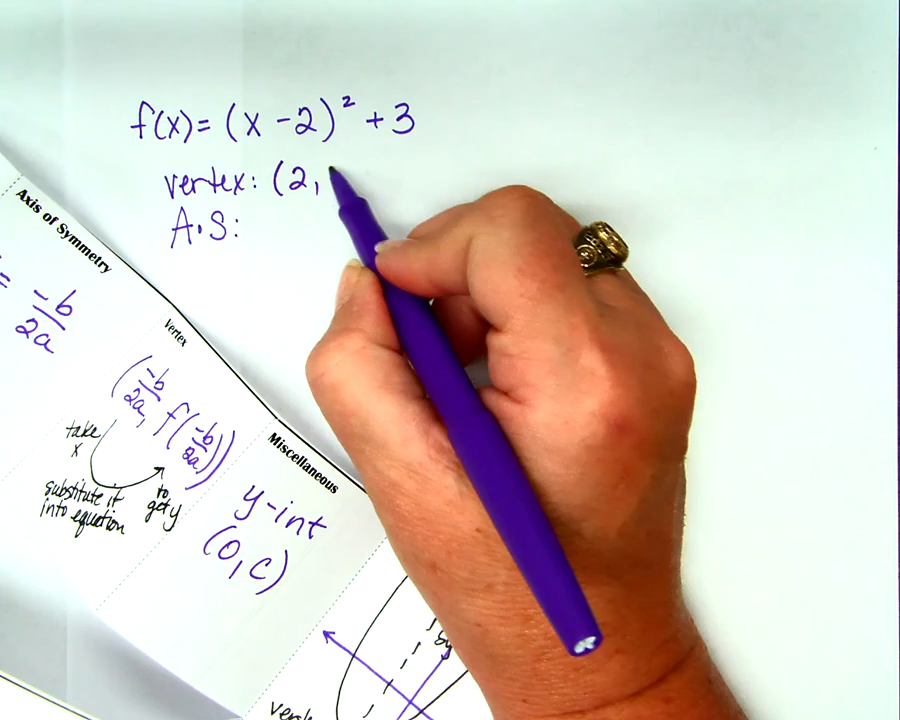 f(x) = (x - 2)² + 3
vertex: (2,
A.S:
Axis of Symmetry
= -b/2a
Vertex
(-b/2a, f(-b/2a))
take
x
substitute it
into equation
to
get y
Miscellaneous
y-int
(0, c)